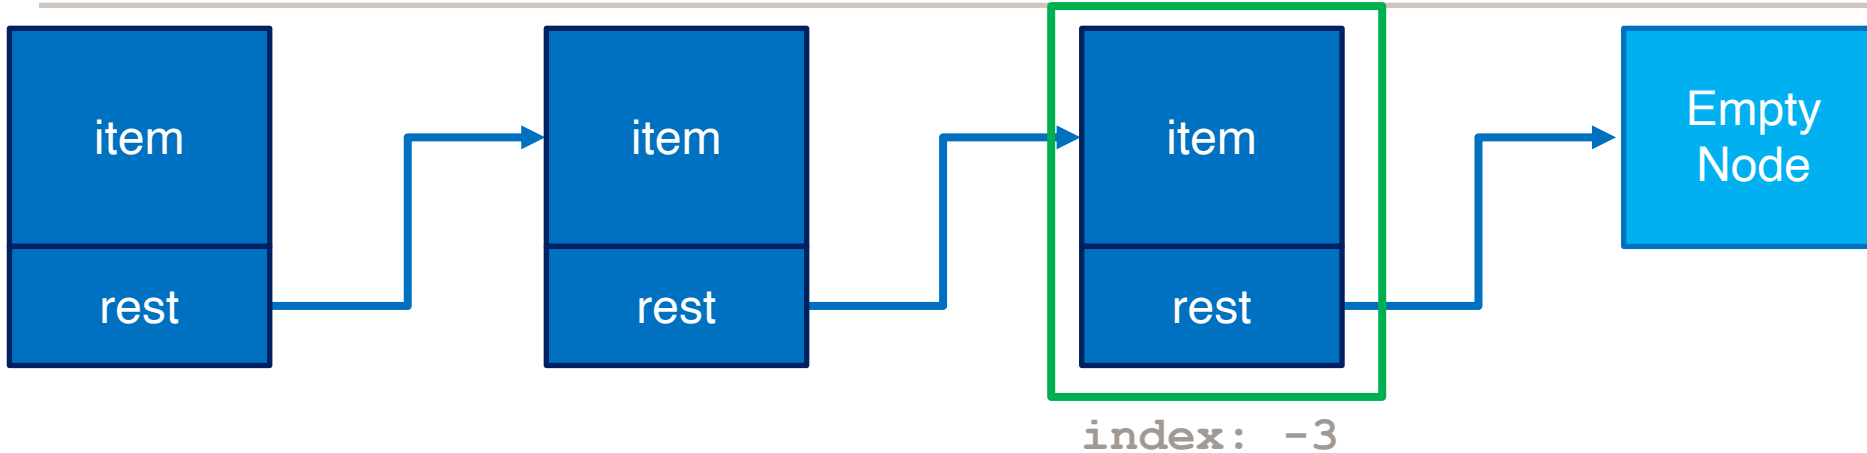 item
item
item
Empty
Node
rest
rest
rest
index: -3